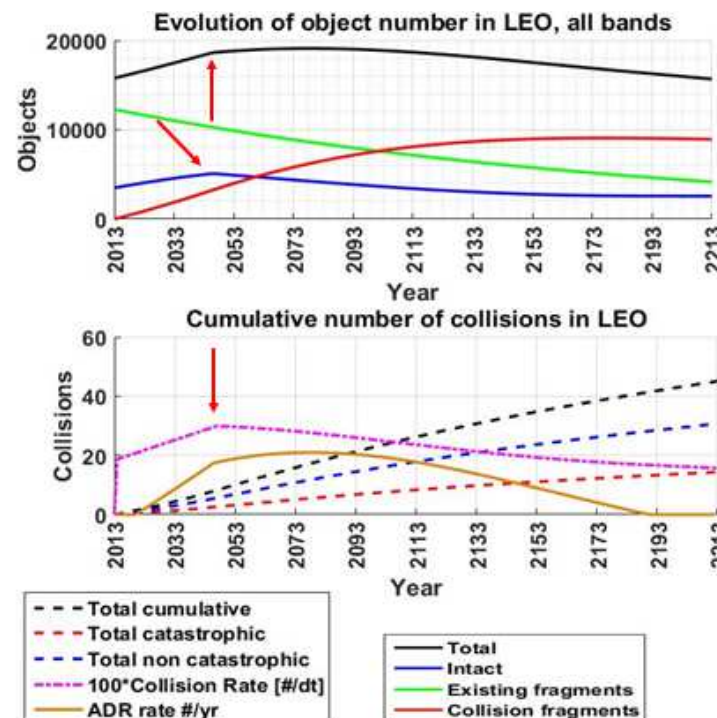 Evolution of object number in LEO, all bands
20000
10000
0
Objects
2013
2033
2053
2073
2093
2113
2133
2153
2173
2193
2213
Year
Cumulative number of collisions in LEO
60
40
20
0
Collisions
2013
2033
2053
2073
2093
2113
2133
2153
2173
2193
2213
Year
Total cumulative
Total catastrophic
Total non catastrophic
100*Collision Rate [#/dt]
ADR rate #/yr
Total
Intact
Existing fragments
Collision fragments